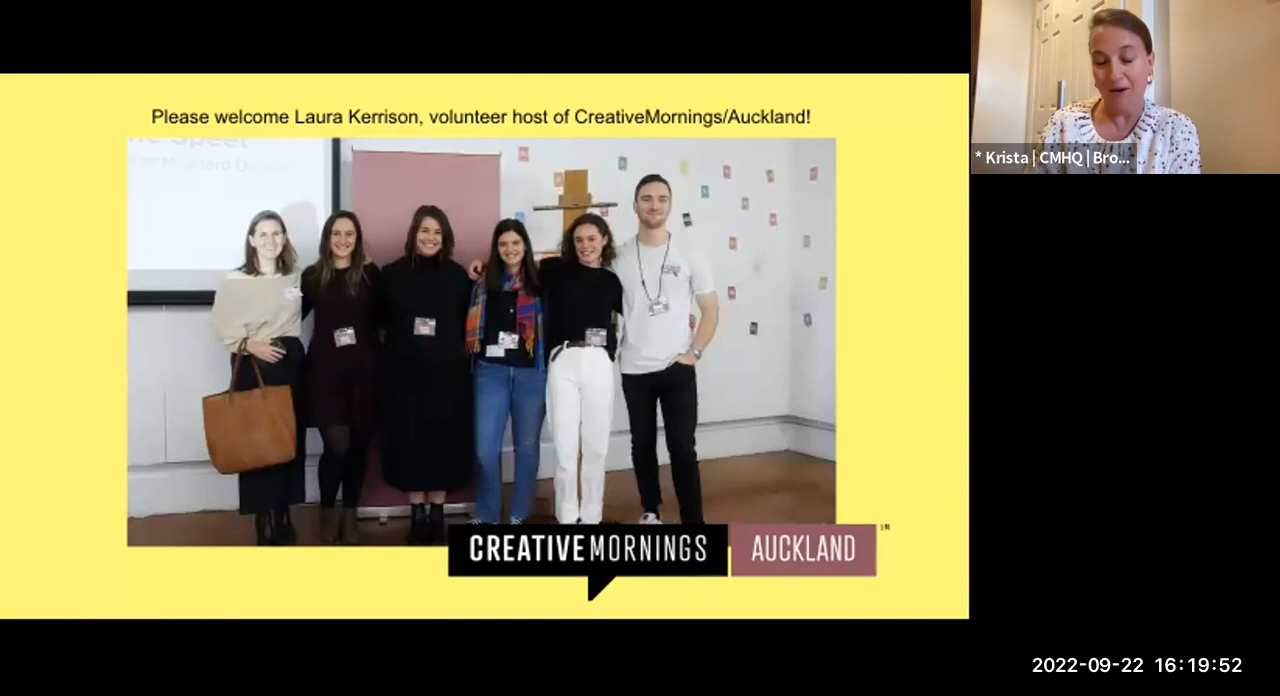 Please welcome Laura Kerrison, volunteer host of CreativeMornings/Auckland!
* Krista | CMHQ | Bro...
CREATIVEMORNINGS AUCKLAND
2022-09-22 16:19:52